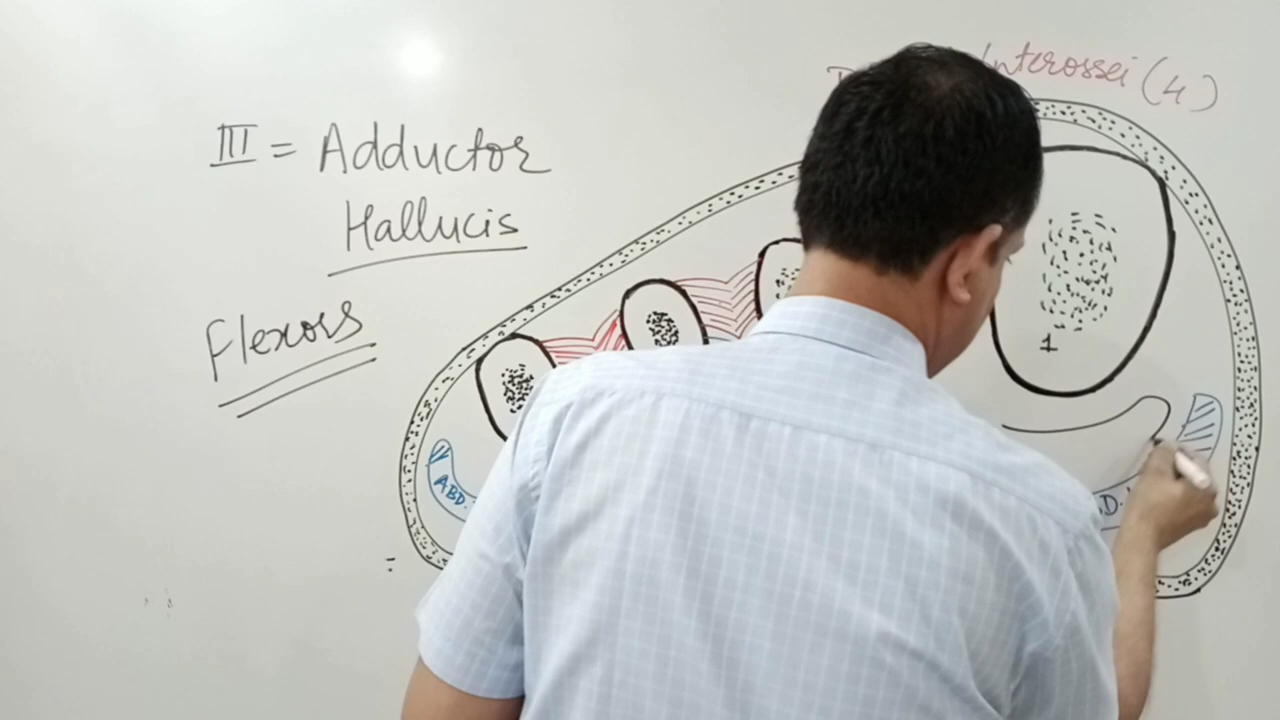 Interossei (4)
III = Adductor
Hallucis
Flexors
1
ABD.